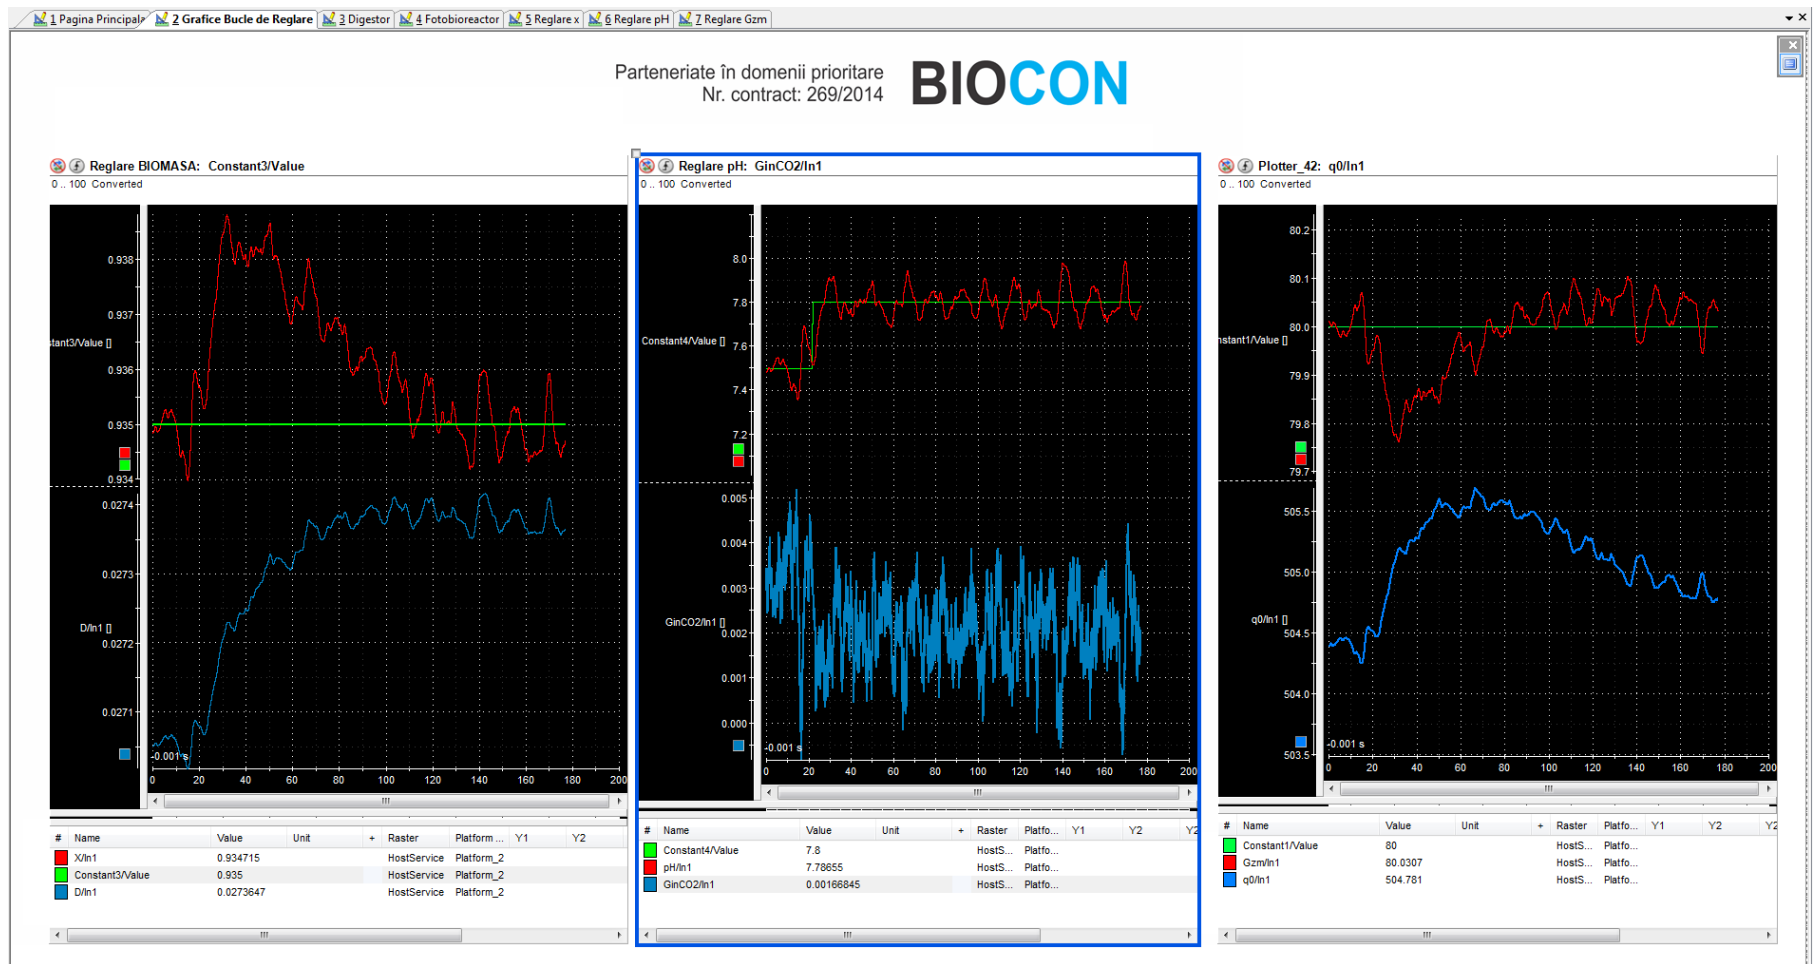 1 Pagina Principala
2 Grafice Bucle de Reglare
3 Digestor
4 Fotobioreactor
5 Reglare x
6 Reglare pH
7 Reglare Gzm
Parteneriate în domenii prioritare
Nr. contract: 269/2014
BIOCON
Reglare BIOMASA: Constant3/Value
0 .. 100 Converted
0.938
0.937
stant3/Value []
0.936
0.935
0.934
0.0274
0.0273
D/In1 []
0.0272
0.0271
-0.001 s
0 20 40 60 80 100 120 140 160 180 200
# Name Value Unit + Raster Platform ... Y1 Y2
X/In1 0.934715 HostService Platform_2
Constant3/Value 0.935 HostService Platform_2
D/In1 0.0273647 HostService Platform_2
Reglare pH: GinCO2/In1
0 .. 100 Converted
8.0
7.8
Constant4/Value []
7.6
7.4
7.2
0.005
0.004
0.003
GinCO2/In1 []
0.002
0.001
0.000
-0.001 s
0 20 40 60 80 100 120 140 160 180 200
# Name Value Unit + Raster Platfo... Y1 Y2 Y2
Constant4/Value 7.8 HostS... Platfo...
pH/In1 7.78655 HostS... Platfo...
GinCO2/In1 0.00166845 HostS... Platfo...
Plotter_42: q0/In1
0 .. 100 Converted
80.2
80.1
80.0
nstant1/Value []
79.9
79.8
79.7
505.5
505.0
q0/In1 []
504.5
504.0
503.5
-0.001 s
0 20 40 60 80 100 120 140 160 180 200
# Name Value Unit + Raster Platfo... Y1 Y2 Y2
Constant1/Value 80 HostS... Platfo...
Gzm/In1 80.0307 HostS... Platfo...
q0/In1 504.781 HostS... Platfo...